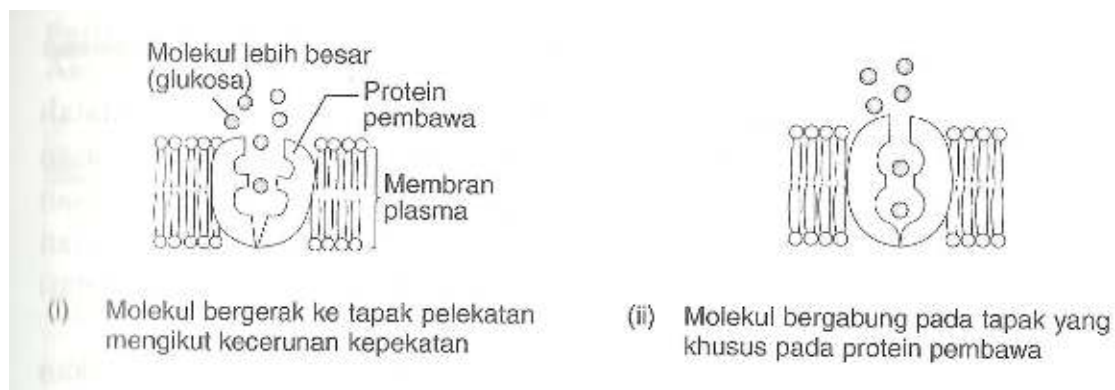 Molekul lebih besar
(glukosa)
Protein
pembawa
Membran
plasma
(i) Molekul bergerak ke tapak pelekatan
mengikut kecerunan kepekatan
(ii) Molekul bergabung pada tapak yang
khusus pada protein pembawa